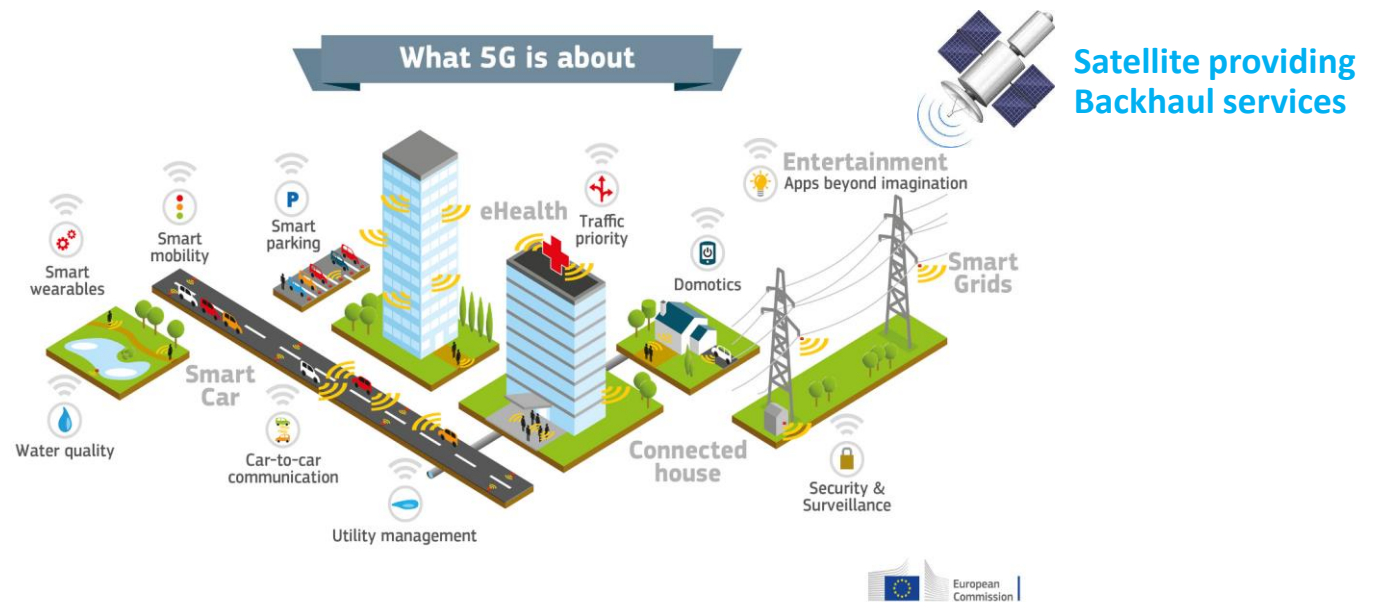 What 5G is about
Satellite providing
Backhaul services
Entertainment
Apps beyond imagination
eHealth
Traffic
priority
P
Smart
parking
Smart
mobility
Smart
wearables
Domotics
Smart
Grids
Smart
Car
Water quality
Car-to-car
communication
Connected
house
Utility management
Security &
Surveillance
European
Commission